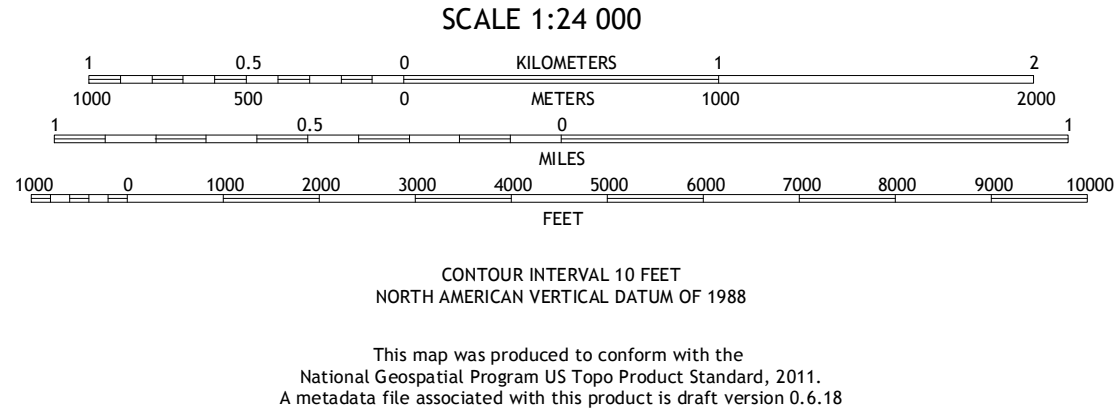 SCALE 1:24 000
1 0.5 0 KILOMETERS 1 2
1000 500 0 METERS 1000 2000
1 0.5 0 1
MILES
1000 0 1000 2000 3000 4000 5000 6000 7000 8000 9000 10000
FEET
CONTOUR INTERVAL 10 FEET
NORTH AMERICAN VERTICAL DATUM OF 1988
This map was produced to conform with the
National Geospatial Program US Topo Product Standard, 2011.
A metadata file associated with this product is draft version 0.6.18